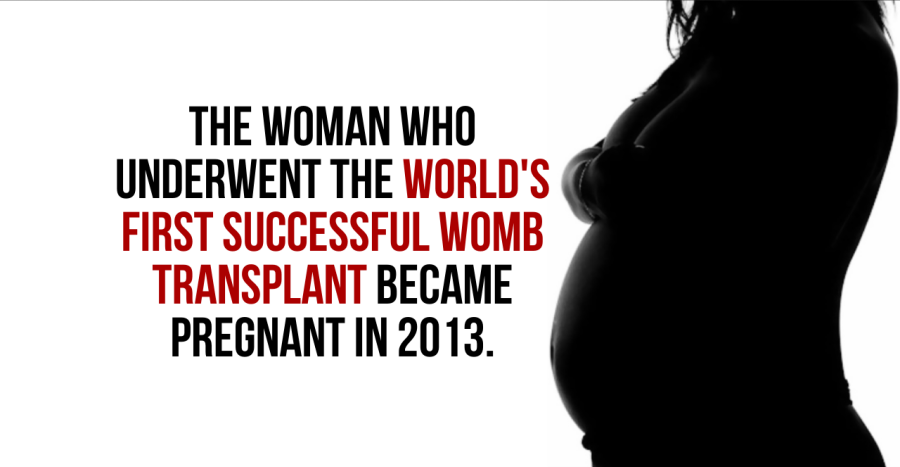 THE WOMAN WHO
UNDERWENT THE WORLD'S
FIRST SUCCESSFUL WOMB
TRANSPLANT BECAME
PREGNANT IN 2013.